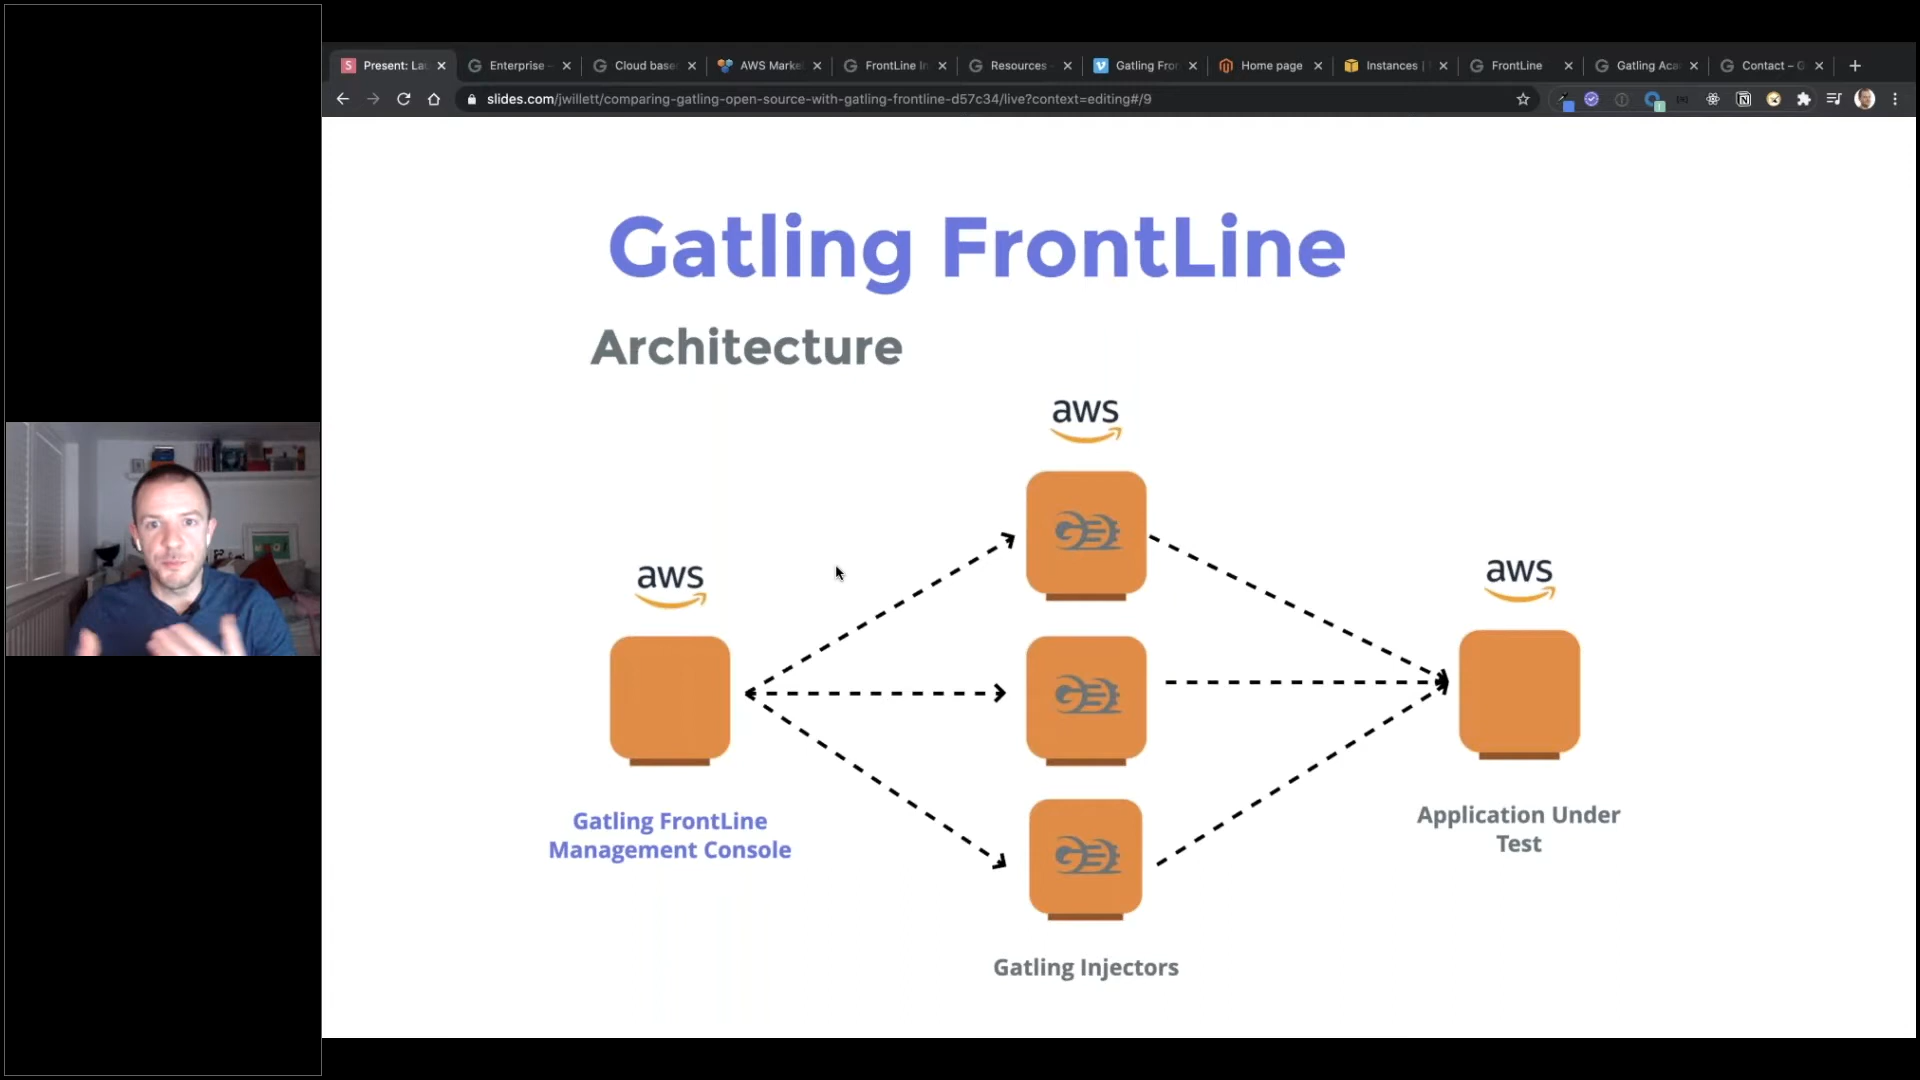 Present: La
Enterprise -
Cloud base
AWS Marke
FrontLine In
Resources -
Gatling Fron
Home page
Instances |
FrontLine
Gatling Aca
Contact – G
slides.com/jwillett/comparing-gatling-open-source-with-gatling-frontline-d57c34/live?context=editing#/9
Gatling FrontLine
Architecture
aws
aws
aws
Gatling FrontLine
Management Console
Application Under
Test
Gatling Injectors